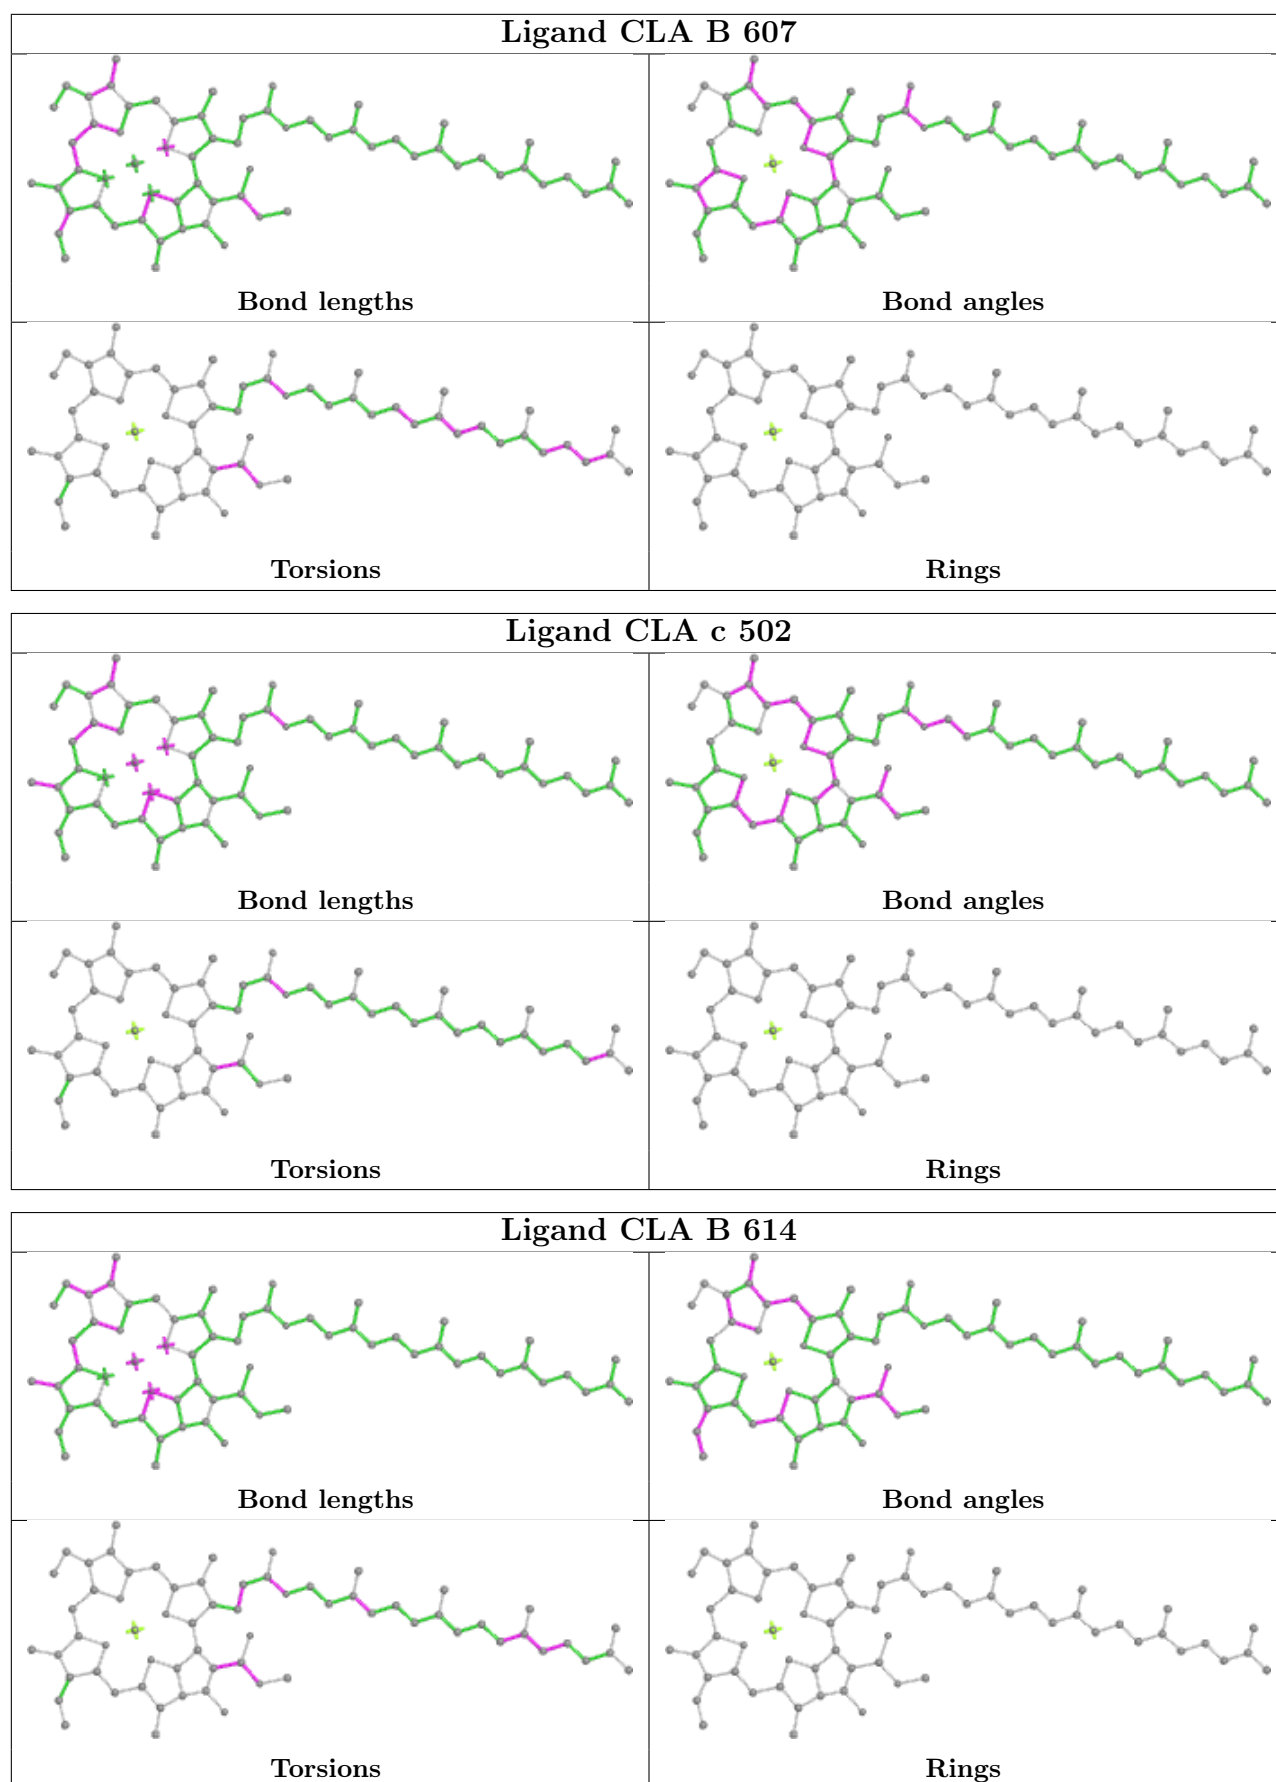 Ligand CLA B 607
Bond lengths
Bond angles
Torsions
Rings
Ligand CLA c 502
Bond lengths
Bond angles
Torsions
Rings
Ligand CLA B 614
Bond lengths
Bond angles
Torsions
Rings